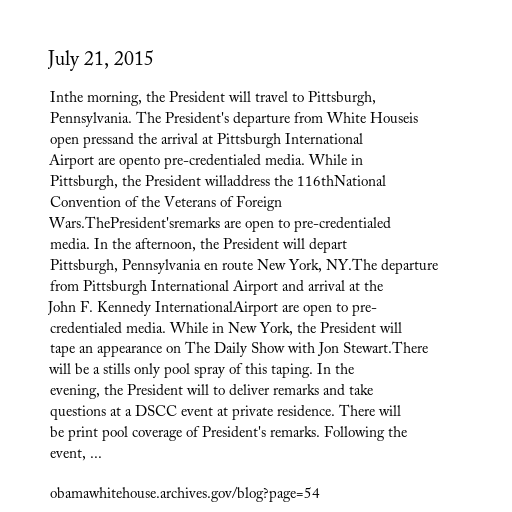 July 21, 2015
Inthe morning, the President will travel to Pittsburgh,
Pennsylvania. The President's departure from White Houseis
open pressand the arrival at Pittsburgh International
Airport are opento pre-credentialed media. While in
Pittsburgh, the President willaddress the 116thNational
Convention of the Veterans of Foreign
Wars.ThePresident'sremarks are open to pre-credentialed
media. In the afternoon, the President will depart
Pittsburgh, Pennsylvania en route New York, NY.The departure
from Pittsburgh International Airport and arrival at the
John F. Kennedy InternationalAirport are open to pre-
credentialed media. While in New York, the President will
tape an appearance on The Daily Show with Jon Stewart.There
will be a stills only pool spray of this taping. In the
evening, the President will to deliver remarks and take
questions at a DSCC event at private residence. There will
be print pool coverage of President's remarks. Following the
event, ...
obamawhitehouse.archives.gov/blog?page=54